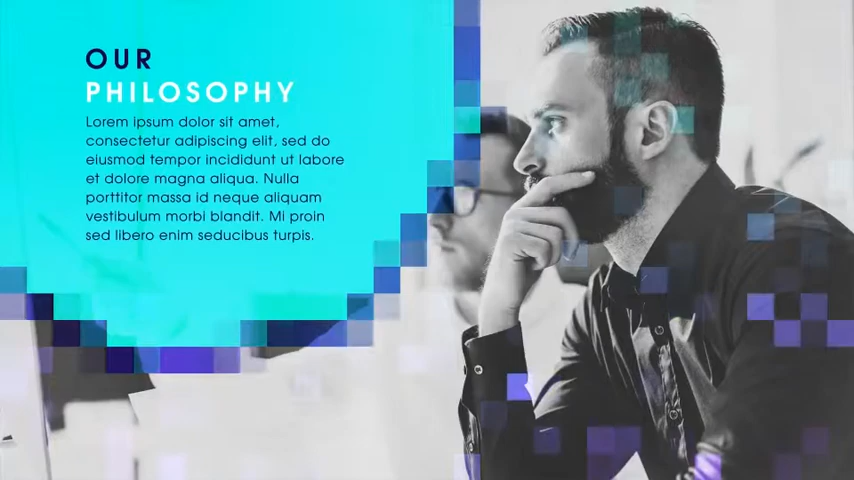 OUR
PHILOSOPHY
Lorem ipsum dolor sit amet,
consectetur adipiscing elit, sed do
eiusmod tempor incididunt ut labore
et dolore magna aliqua. Nulla
porttitor massa id neque aliquam
vestibulum morbi blandit. Mi proin
sed libero enim seducibus turpis.